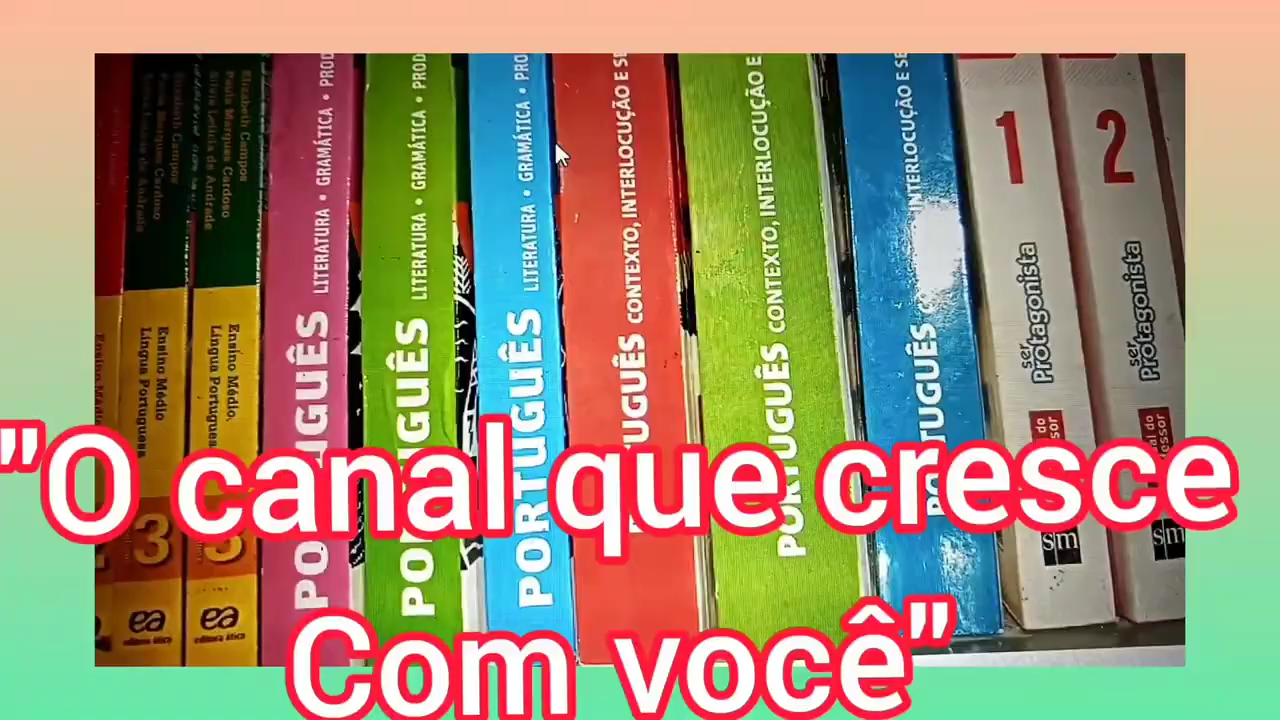 Elizabeth Campos
Paula Marques Cardoso
Silvia Letícia de Andrade
Elizabeth Campos
Paula Marques Cardoso
Silvia Letícia de Andrade
Ensino Médio
Língua Portuguesa
3
editora ática
Ensino Médio,
Língua Portuguesa,
3
editora ática
PORTUGUÊS LITERATURA • GRAMÁTICA • PROD
PORTUGUÊS LITERATURA • GRAMÁTICA • PROD
PORTUGUÊS LITERATURA • GRAMÁTICA • PRO
PORTUGUÊS CONTEXTO, INTERLOCUÇÃO E SE
PORTUGUÊS CONTEXTO, INTERLOCUÇÃO E
PORTUGUÊS INTERLOCUÇÃO E SE
1
ser Protagonista
sm
2
ser Protagonista
sm
"O canal que cresce
Com você"